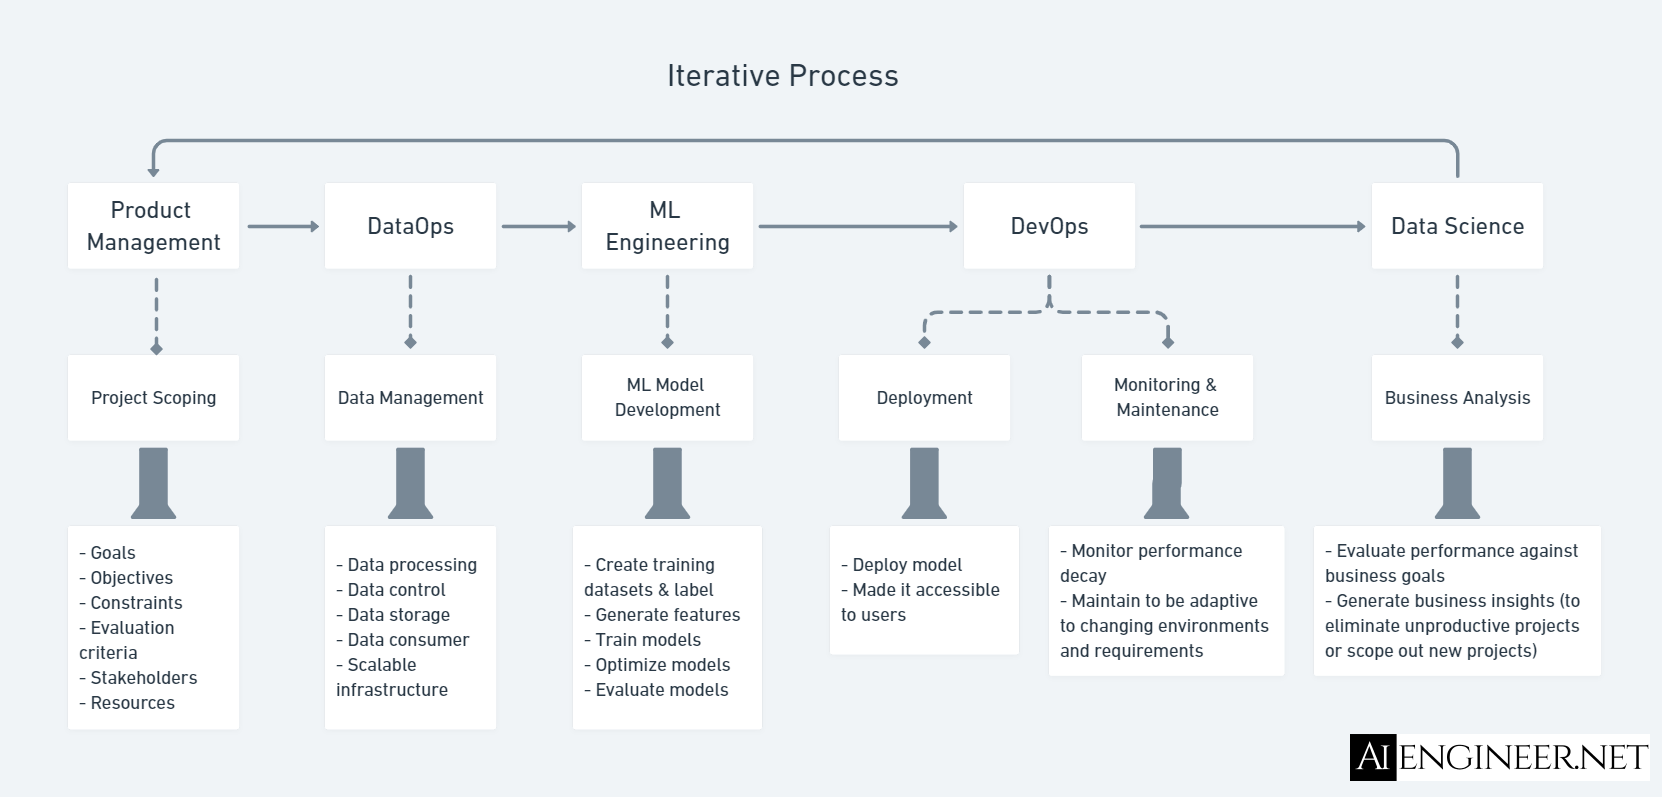 Iterative Process
Product
Management
DataOps
ML
Engineering
DevOps
Data Science
Project Scoping
Data Management
ML Model
Development
Deployment
Monitoring &
Maintenance
Business Analysis
- Goals
- Objectives
- Constraints
- Evaluation
criteria
- Stakeholders
- Resources
- Data processing
- Data control
- Data storage
- Data consumer
- Scalable
infrastructure
- Create training
datasets & label
- Generate features
- Train models
- Optimize models
- Evaluate models
- Deploy model
- Made it accessible
to users
- Monitor performance
decay
- Maintain to be adaptive
to changing environments
and requirements
- Evaluate performance against
business goals
- Generate business insights (to
eliminate unproductive projects
or scope out new projects)
AIENGINEER.NET